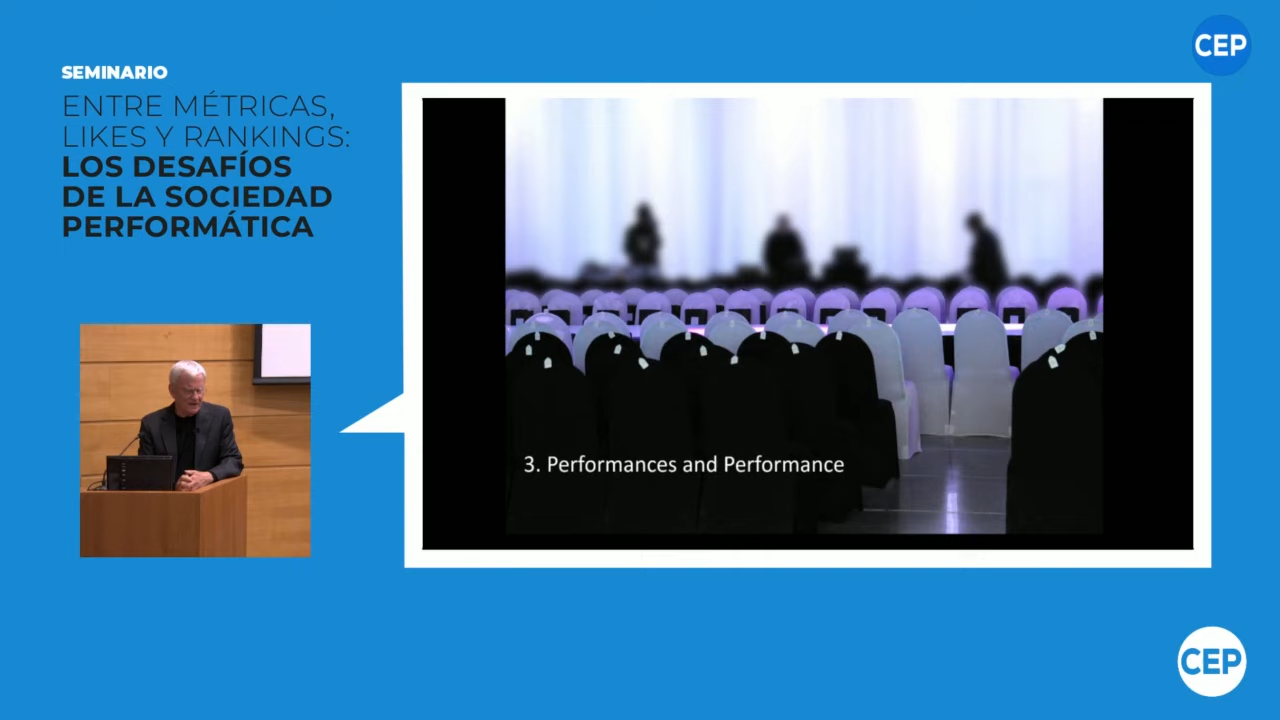 SEMINARIO
ENTRE MÉTRICAS,
LIKES Y RANKINGS:
LOS DESAFÍOS
DE LA SOCIEDAD
PERFORMÁTICA
CEP
3. Performances and Performance
CEP